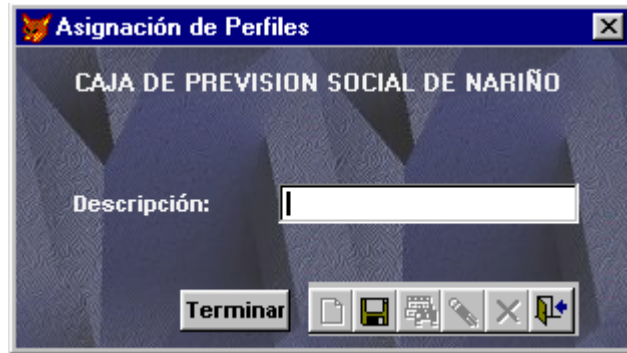 Asignación de Perfiles
CAJA DE PREVISION SOCIAL DE NARIÑO
Descripción:
Terminar